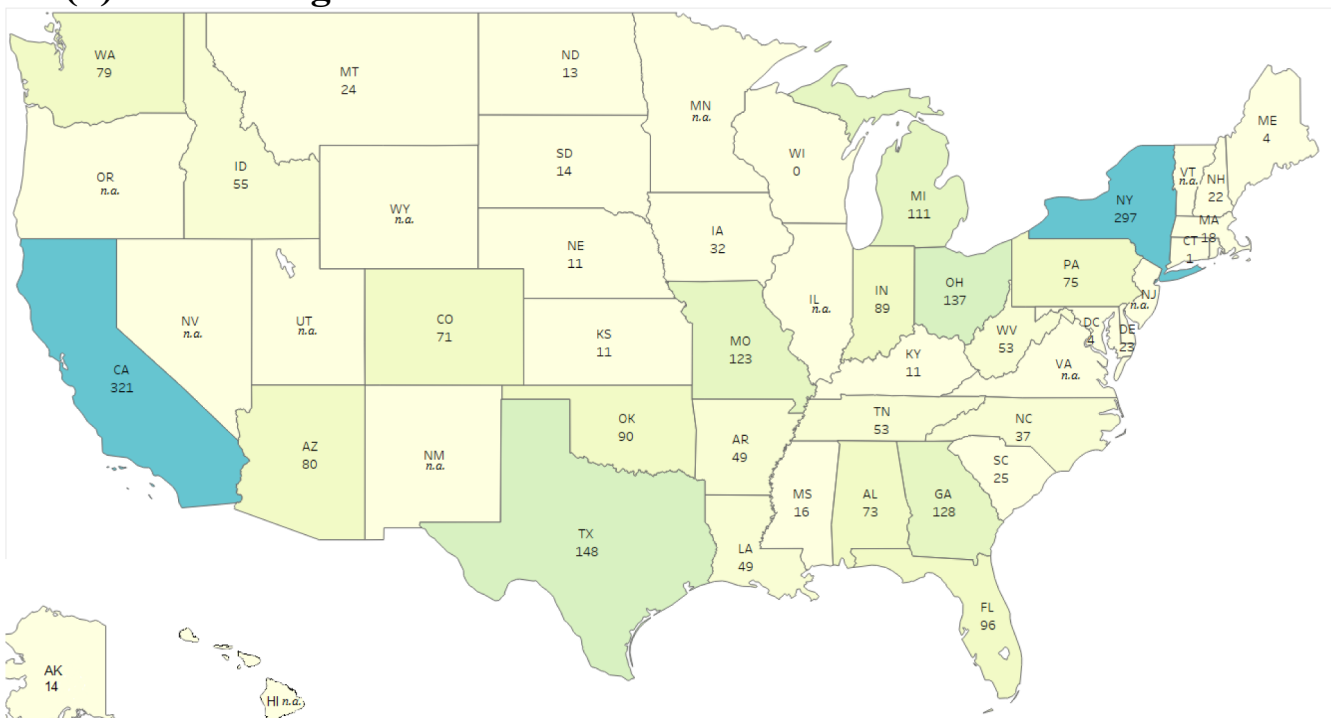 WA
79
MT
24
ND
13
MN
n.a.
WI
0
MI
111
ME
4
VT
n.a.
NH
22
NY
297
MA
18
CT
1
OR
n.a.
ID
55
WY
n.a.
SD
14
IA
32
NE
11
PA
75
NJ
n.a.
OH
137
IN
89
IL
n.a.
NV
n.a.
UT
n.a.
CO
71
KS
11
MO
123
KY
11
WV
53
DC
4
DE
23
VA
n.a.
CA
321
AZ
80
NM
n.a.
OK
90
AR
49
TN
53
NC
37
SC
25
MS
16
AL
73
GA
128
TX
148
LA
49
FL
96
AK
14
HI n.a.